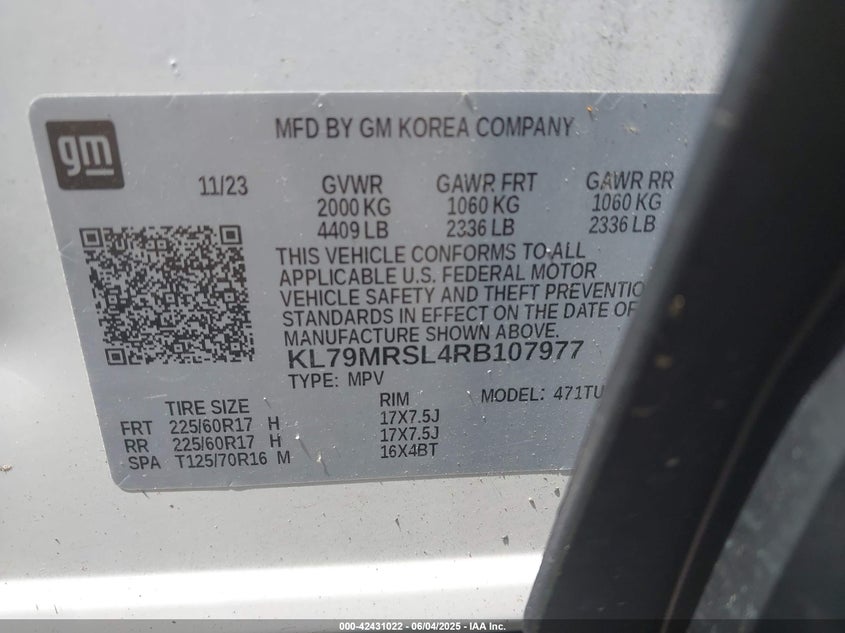 gm
MFD BY GM KOREA COMPANY
11/23 GVWR GAWR FRT GAWR RR
2000 KG 1060 KG 1060 KG
4409 LB 2336 LB 2336 LB
THIS VEHICLE CONFORMS TO ALL
APPLICABLE U.S. FEDERAL MOTOR
VEHICLE SAFETY AND THEFT PREVENTIO
STANDARDS IN EFFECT ON THE DATE OF
MANUFACTURE SHOWN ABOVE.
KL79MRSL4RB107977
TYPE: MPV
MODEL: 471TU
TIRE SIZE RIM
FRT 225/60R17 H 17X7.5J
RR 225/60R17 H 17X7.5J
SPA T125/70R16 M 16X4BT
000-42431022 - 06/04/2025 - IAA Inc.